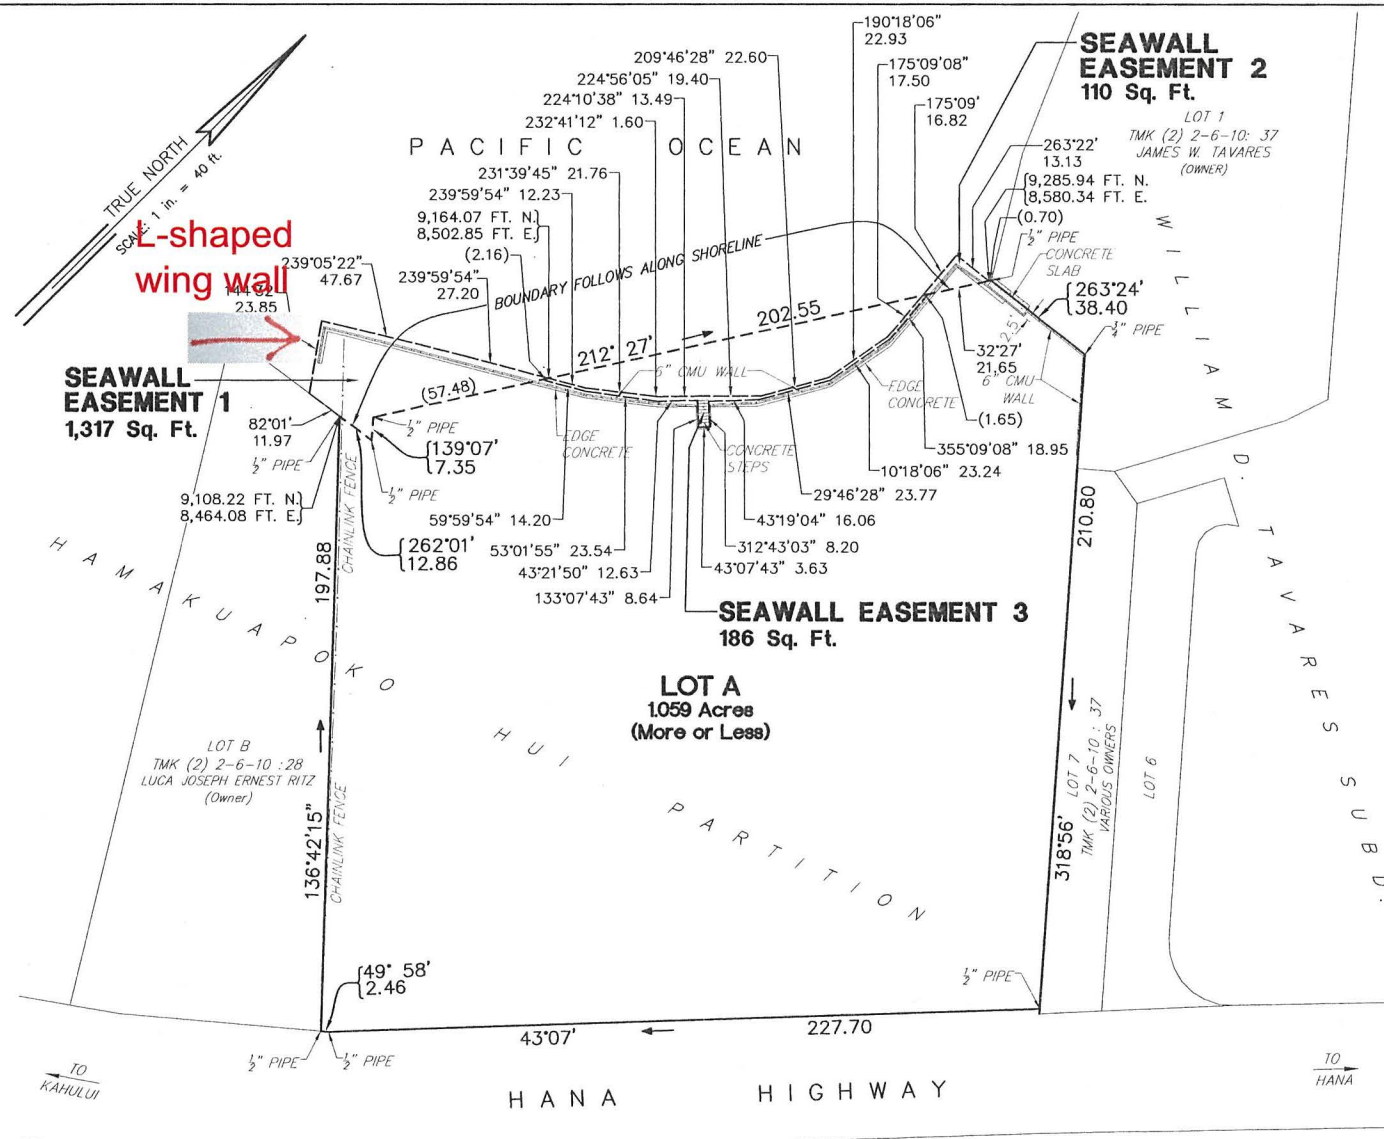 190°18'06"
22.93
SEAWALL
EASEMENT 2
110 Sq. Ft.
209°46'28" 22.60
224°56'05" 19.40
224°10'38" 13.49
232°41'12" 1.60
175°09'08"
17.50
175°09'
16.82
LOT 1
TMK (2) 2-6-10: 37
JAMES W. TAVARES
(OWNER)
PACIFIC OCEAN
263°22'
13.13
TRUE NORTH
SCALE: 1 in. = 40 ft.
231°39'45" 21.76
239°59'54" 12.23
9,164.07 FT. N.
8,502.85 FT. E.
(2.16)
9,285.94 FT. N.
8,580.34 FT. E.
(0.70)
1/2" PIPE
CONCRETE
SLAB
L-shaped
wing wall
239°05'22"
47.67
23.85
239°59'54"
27.20
BOUNDARY FOLLOWS ALONG SHORELINE
263°24'
38.40
3/4" PIPE
212° 27'
202.55
2.5'
32°27'
21.65
6" CMU
WALL
6" CMU WALL
SEAWALL
EASEMENT 1
1,317 Sq. Ft.
(57.48)
EDGE
CONCRETE
(1.65)
82°01'
11.97
1/2" PIPE
1/2" PIPE
139°07'
7.35
EDGE
CONCRETE
CONCRETE
STEPS
355°09'08" 18.95
10°18'06" 23.24
29°46'28" 23.77
1/2" PIPE
9,108.22 FT. N.
8,464.08 FT. E.
59°59'54" 14.20
43°19'04" 16.06
262°01'
12.86
53°01'55" 23.54
312°43'03" 8.20
43°21'50" 12.63
43°07'43" 3.63
133°07'43" 8.64
CHAINLINK FENCE
197.88
210.80
SEAWALL EASEMENT 3
186 Sq. Ft.
WILLIAM D. TAVARES SUBD.
HAMAKUAPOKO HUI PARTITION
LOT A
1.059 Acres
(More or Less)
LOT B
TMK (2) 2-6-10 :28
LUCA JOSEPH ERNEST RITZ
(Owner)
136°42'15"
CHAINLINK FENCE
318°56'
LOT 7
TMK (2) 2-6-10 : 37
VARIOUS OWNERS
LOT 6
49° 58'
2.46
1/2" PIPE
43°07'
227.70
1/2" PIPE
1/2" PIPE
TO
KAHULUI
TO
HANA
HANA HIGHWAY